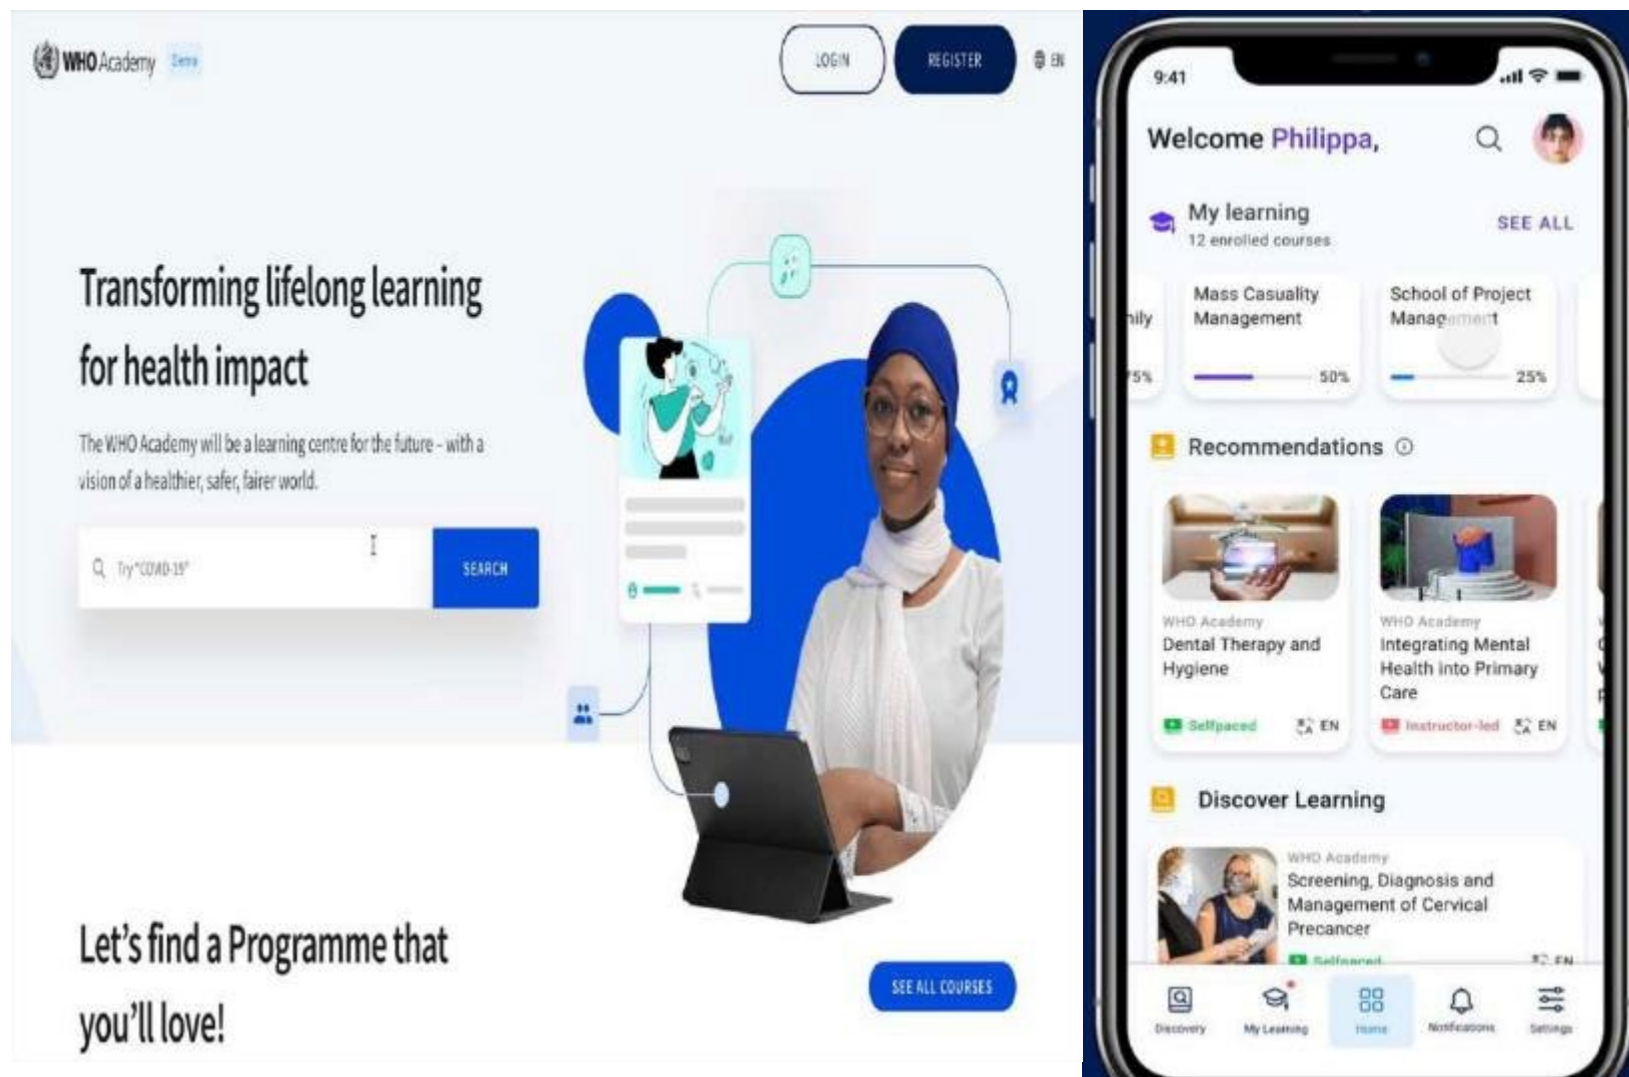 WHO Academy
Demo
LOGIN
REGISTER
EN
Transforming lifelong learning
for health impact
The WHO Academy will be a learning centre for the future – with a
vision of a healthier, safer, fairer world.
Try "COVID-19"
SEARCH
Let's find a Programme that
you'll love!
SEE ALL COURSES
9:41
Welcome Philippa,
My learning
12 enrolled courses
SEE ALL
Mass Casuality
Management
50%
School of Project
Management
25%
Recommendations
WHO Academy
Dental Therapy and
Hygiene
Selfpaced
EN
WHO Academy
Integrating Mental
Health into Primary
Care
Instructor-led
EN
Discover Learning
WHO Academy
Screening, Diagnosis and
Management of Cervical
Precancer
Selfpaced
EN
Discovery
My Learning
Home
Notifications
Settings